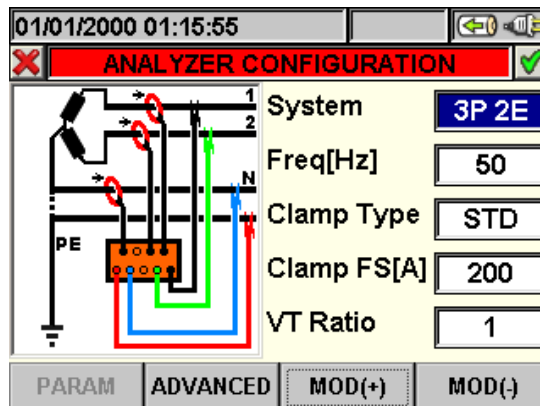 01/01/2000 01:15:55
ANALYZER CONFIGURATION
1
2
N
PE
System 3P 2E
Freq[Hz] 50
Clamp Type STD
Clamp FS[A] 200
VT Ratio 1
PARAM ADVANCED MOD(+) MOD(-)